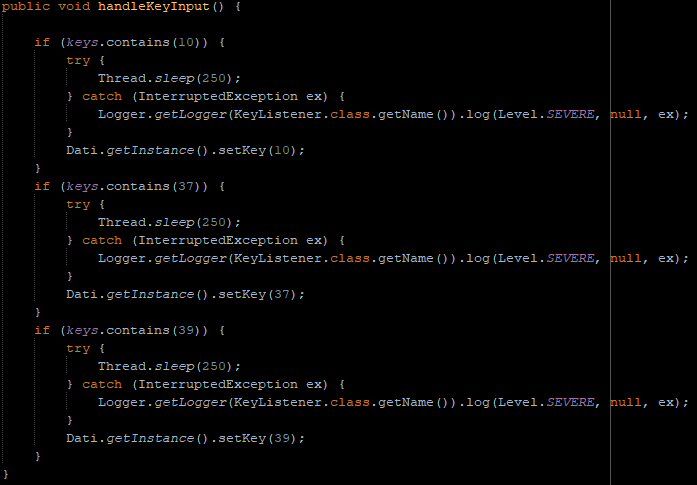 public void handleKeyInput() {
if (keys.contains(10)) {
try {
Thread.sleep(250);
} catch (InterruptedException ex) {
Logger.getLogger(KeyListener.class.getName()).log(Level.SEVERE, null, ex);
}
Dati.getInstance().setKey(10);
}
if (keys.contains(37)) {
try {
Thread.sleep(250);
} catch (InterruptedException ex) {
Logger.getLogger(KeyListener.class.getName()).log(Level.SEVERE, null, ex);
}
Dati.getInstance().setKey(37);
}
if (keys.contains(39)) {
try {
Thread.sleep(250);
} catch (InterruptedException ex) {
Logger.getLogger(KeyListener.class.getName()).log(Level.SEVERE, null, ex);
}
Dati.getInstance().setKey(39);
}
}